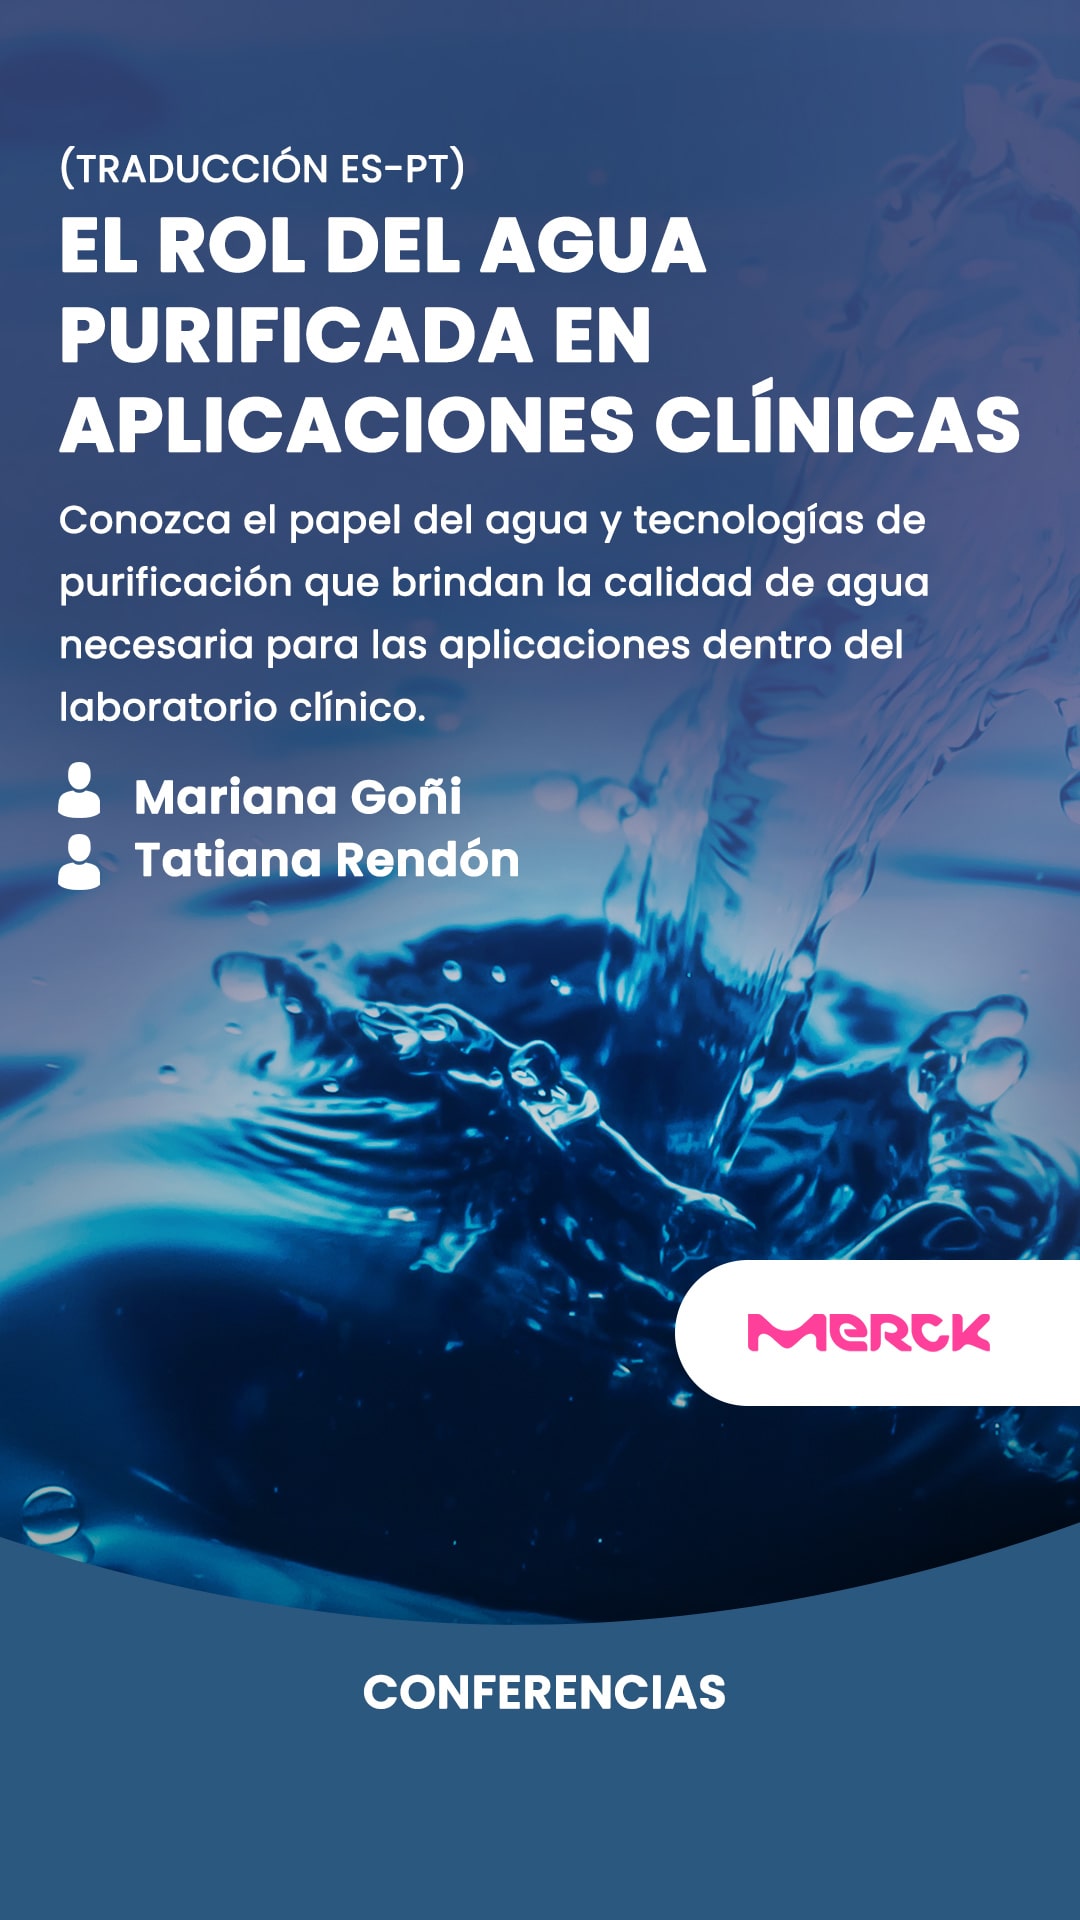 (TRADUCCIÓN ES-PT)
EL ROL DEL AGUA
PURIFICADA EN
APLICACIONES CLÍNICAS
Conozca el papel del agua y tecnologías de
purificación que brindan la calidad de agua
necesaria para las aplicaciones dentro del
laboratorio clínico.
Mariana Goñi
Tatiana Rendón
MERCK
CONFERENCIAS